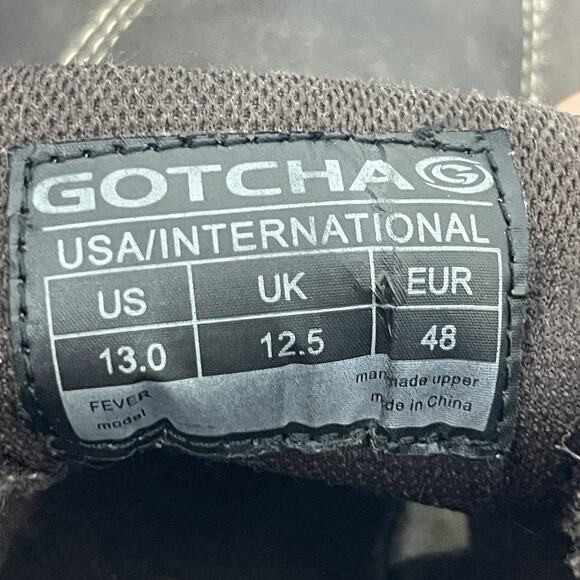 GOTCHA
USA/INTERNATIONAL
US UK EUR
13.0 12.5 48
FEVER man made upper
model made in China